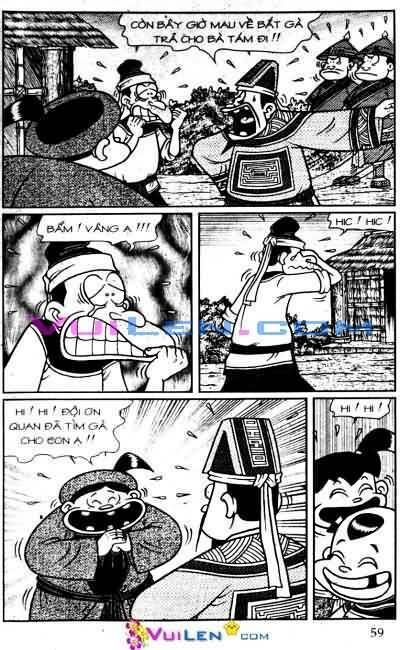 CÒN BÂY GIỜ MAU VỀ BẮT GÀ
TRẢ CHO BÀ TÁM ĐI !!
BẨM ! VÂNG Ạ !!!
HIC ! HIC !
VUILEN.COM
HI ! HI ! ĐỘI ƠN
QUAN ĐÃ TÌM GÀ
CHO CON Ạ !!
HI ! HI !
59
VUILEN.COM